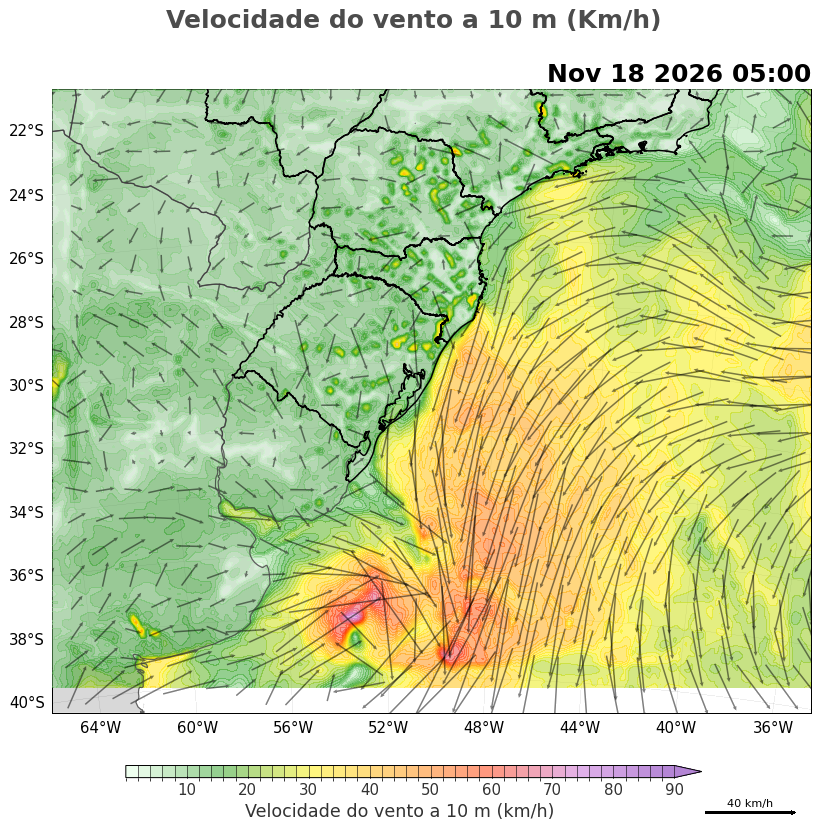 Velocidade do vento a 10 m (Km/h)
Nov 18 2026 05:00
22°S
24°S
26°S
28°S
30°S
32°S
34°S
36°S
38°S
40°S
64°W 60°W 56°W 52°W 48°W 44°W 40°W 36°W
10 20 30 40 50 60 70 80 90
Velocidade do vento a 10 m (km/h)
40 km/h